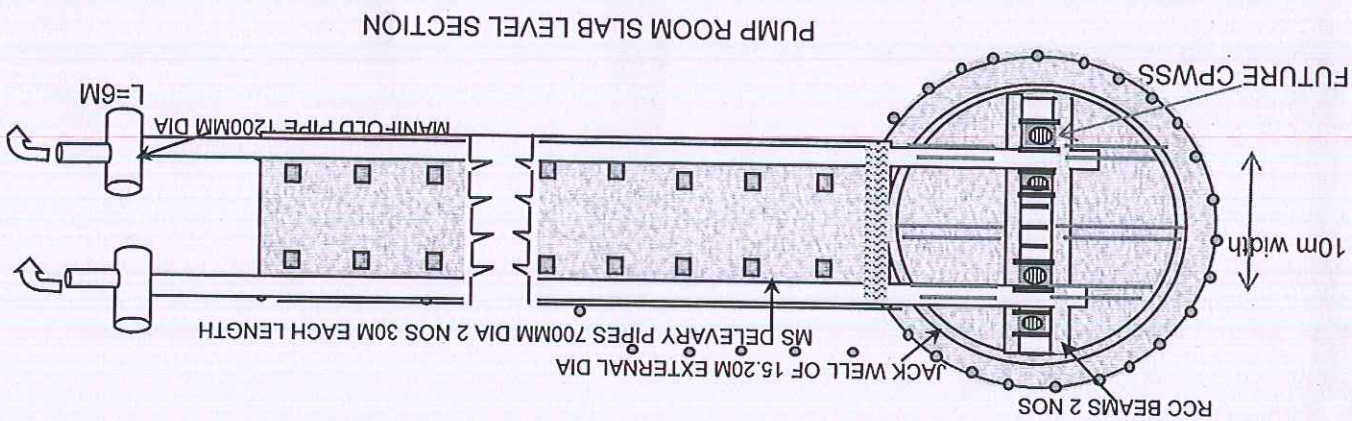 RCC BEAMS 2 NOS
JACK WELL OF 15.20M EXTERNAL DIA
MS DELEVARY PIPES 700MM DIA 2 NOS 30M EACH LENGTH
10m width
MANIFOLD PIPE 1200MM DIA
L=6M
FUTURE CPWSS
PUMP ROOM SLAB LEVEL SECTION